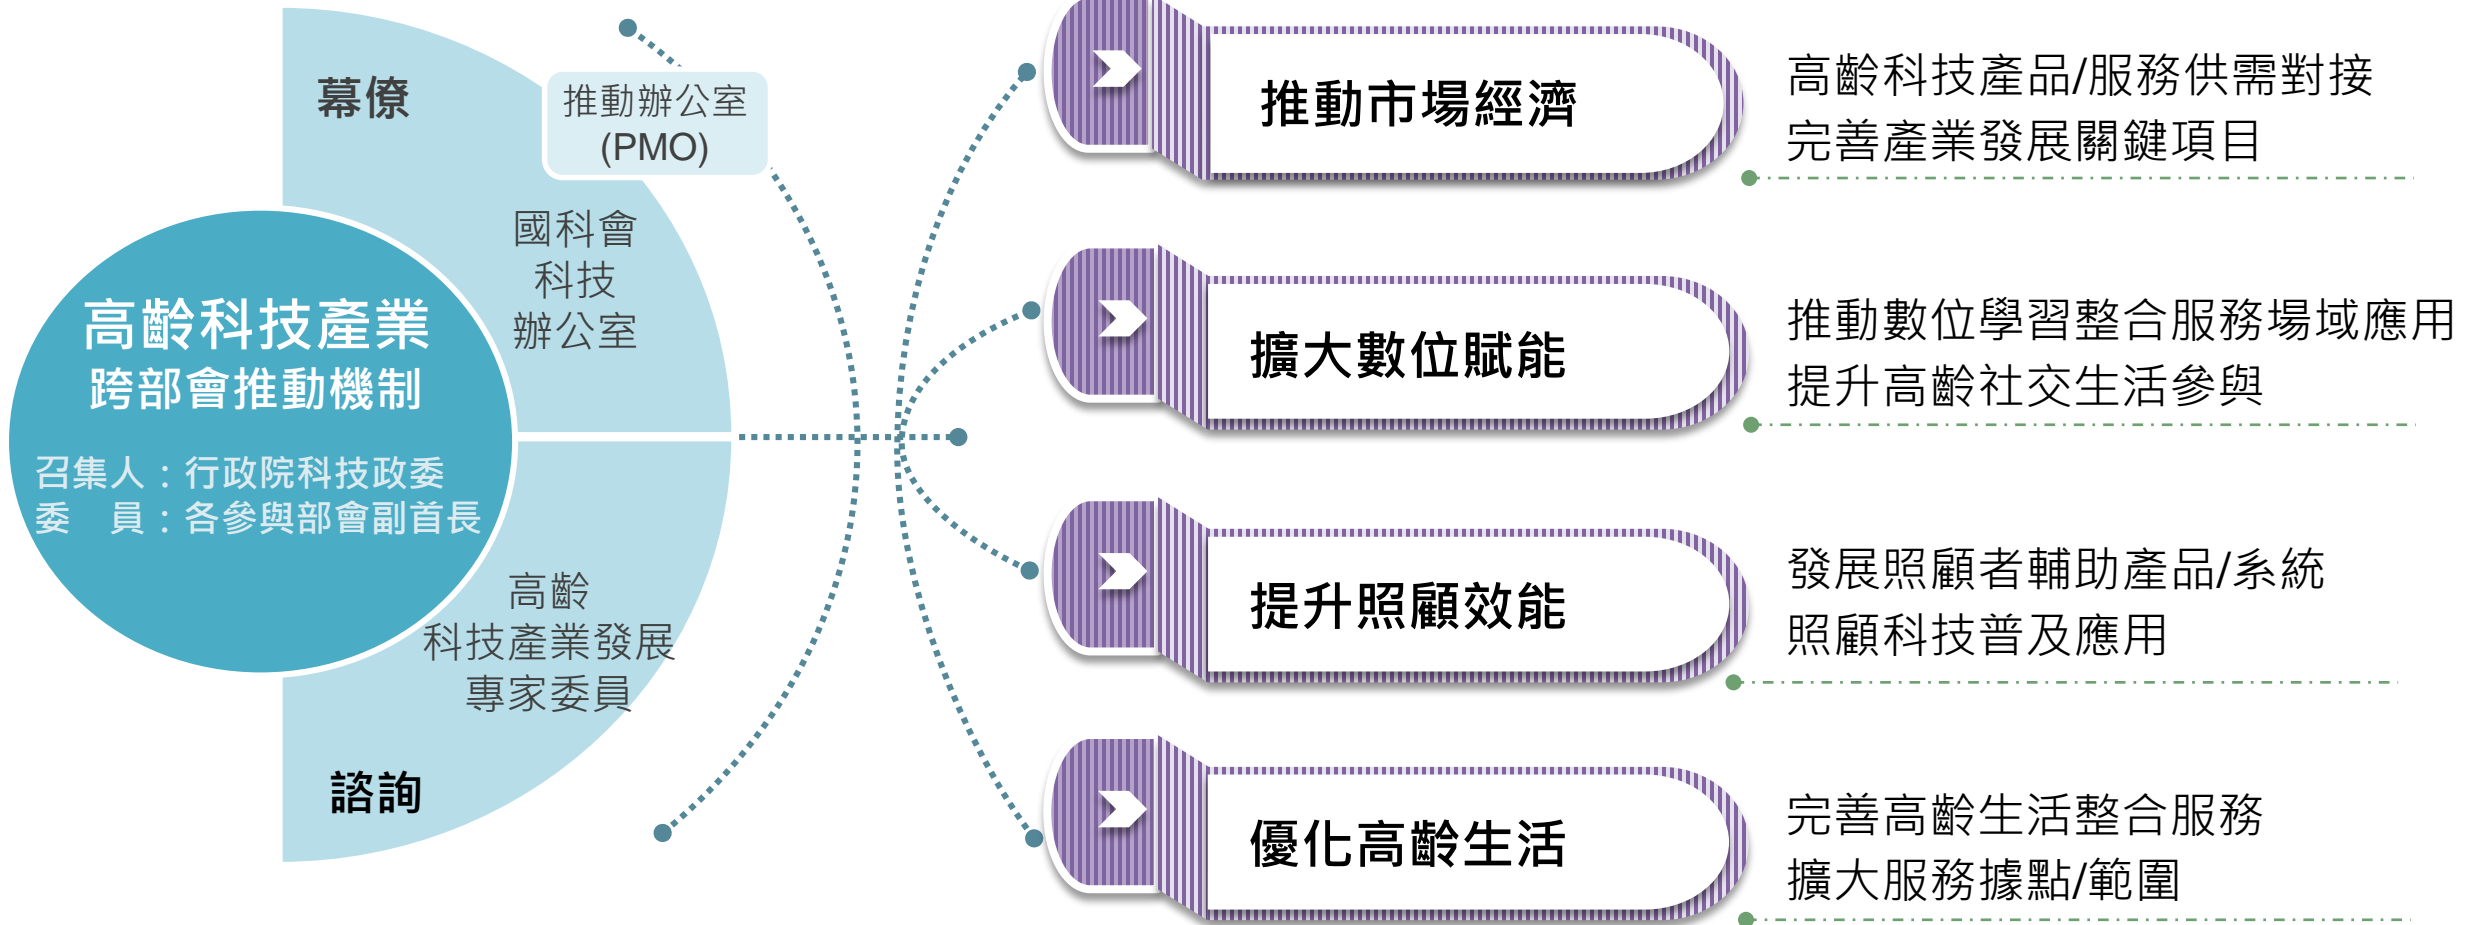 幕僚
推動辦公室
(PMO)
國科會
科技
辦公室
高齡科技產業
跨部會推動機制
召集人：行政院科技政委
委　員：各參與部會副首長
高齡
科技產業發展
專家委員
諮詢
推動市場經濟
高齡科技產品/服務供需對接
完善產業發展關鍵項目
擴大數位賦能
推動數位學習整合服務場域應用
提升高齡社交生活參與
提升照顧效能
發展照顧者輔助產品/系統
照顧科技普及應用
優化高齡生活
完善高齡生活整合服務
擴大服務據點/範圍